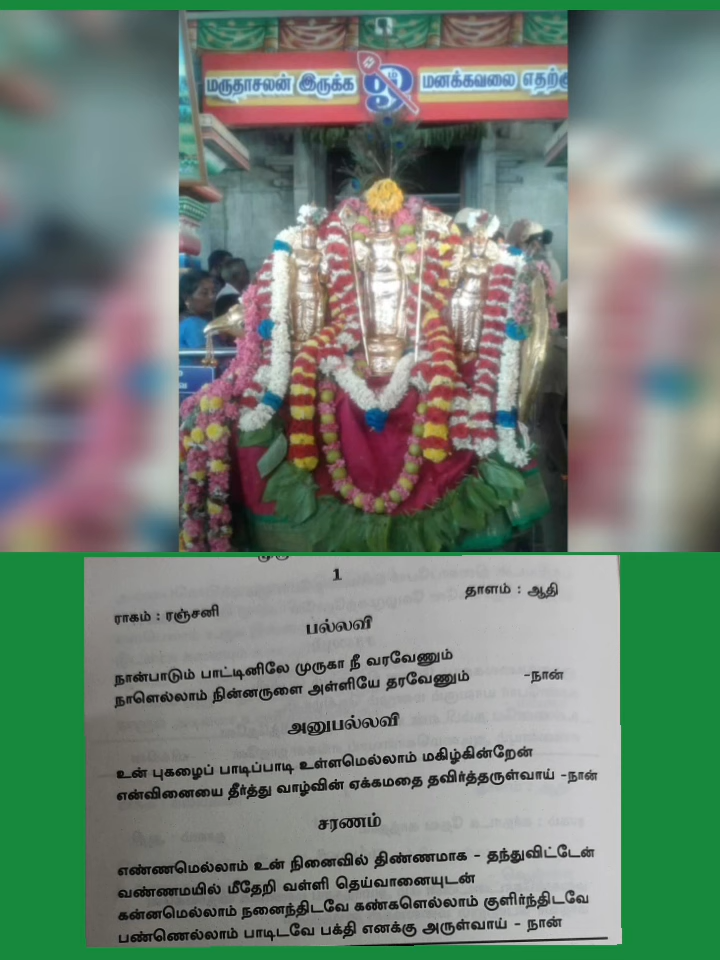 மருதாசலன் இருக்க ஓம் மனக்கவலை எதற்கு
1
ராகம் : ரஞ்சனி
தாளம் : ஆதி
பல்லவீ
நான்பாடும் பாட்டினிலே முருகா நீ வரவேணும்
நாளெல்லாம் நின்னருளை அள்ளியே தரவேணும் -நான்
அனுபல்லவீ
உன் புகழைப் பாடிப்பாடி உள்ளமெல்லாம் மகிழ்கின்றேன்
என்வினையை தீர்த்து வாழ்வின் ஏக்கமதை தவிர்த்தருள்வாய் -நான்
சரணம்
எண்ணமெல்லாம் உன் நினைவில் திண்ணமாக - தந்துவிட்டேன்
வண்ணமயில் மீதேறி வள்ளி தெய்வானையுடன்
கன்னமெல்லாம் நனைந்திடவே கண்களெல்லாம் குளிர்ந்திடவே
பண்ணெல்லாம் பாடிடவே பக்தி எனக்கு அருள்வாய் - நான்